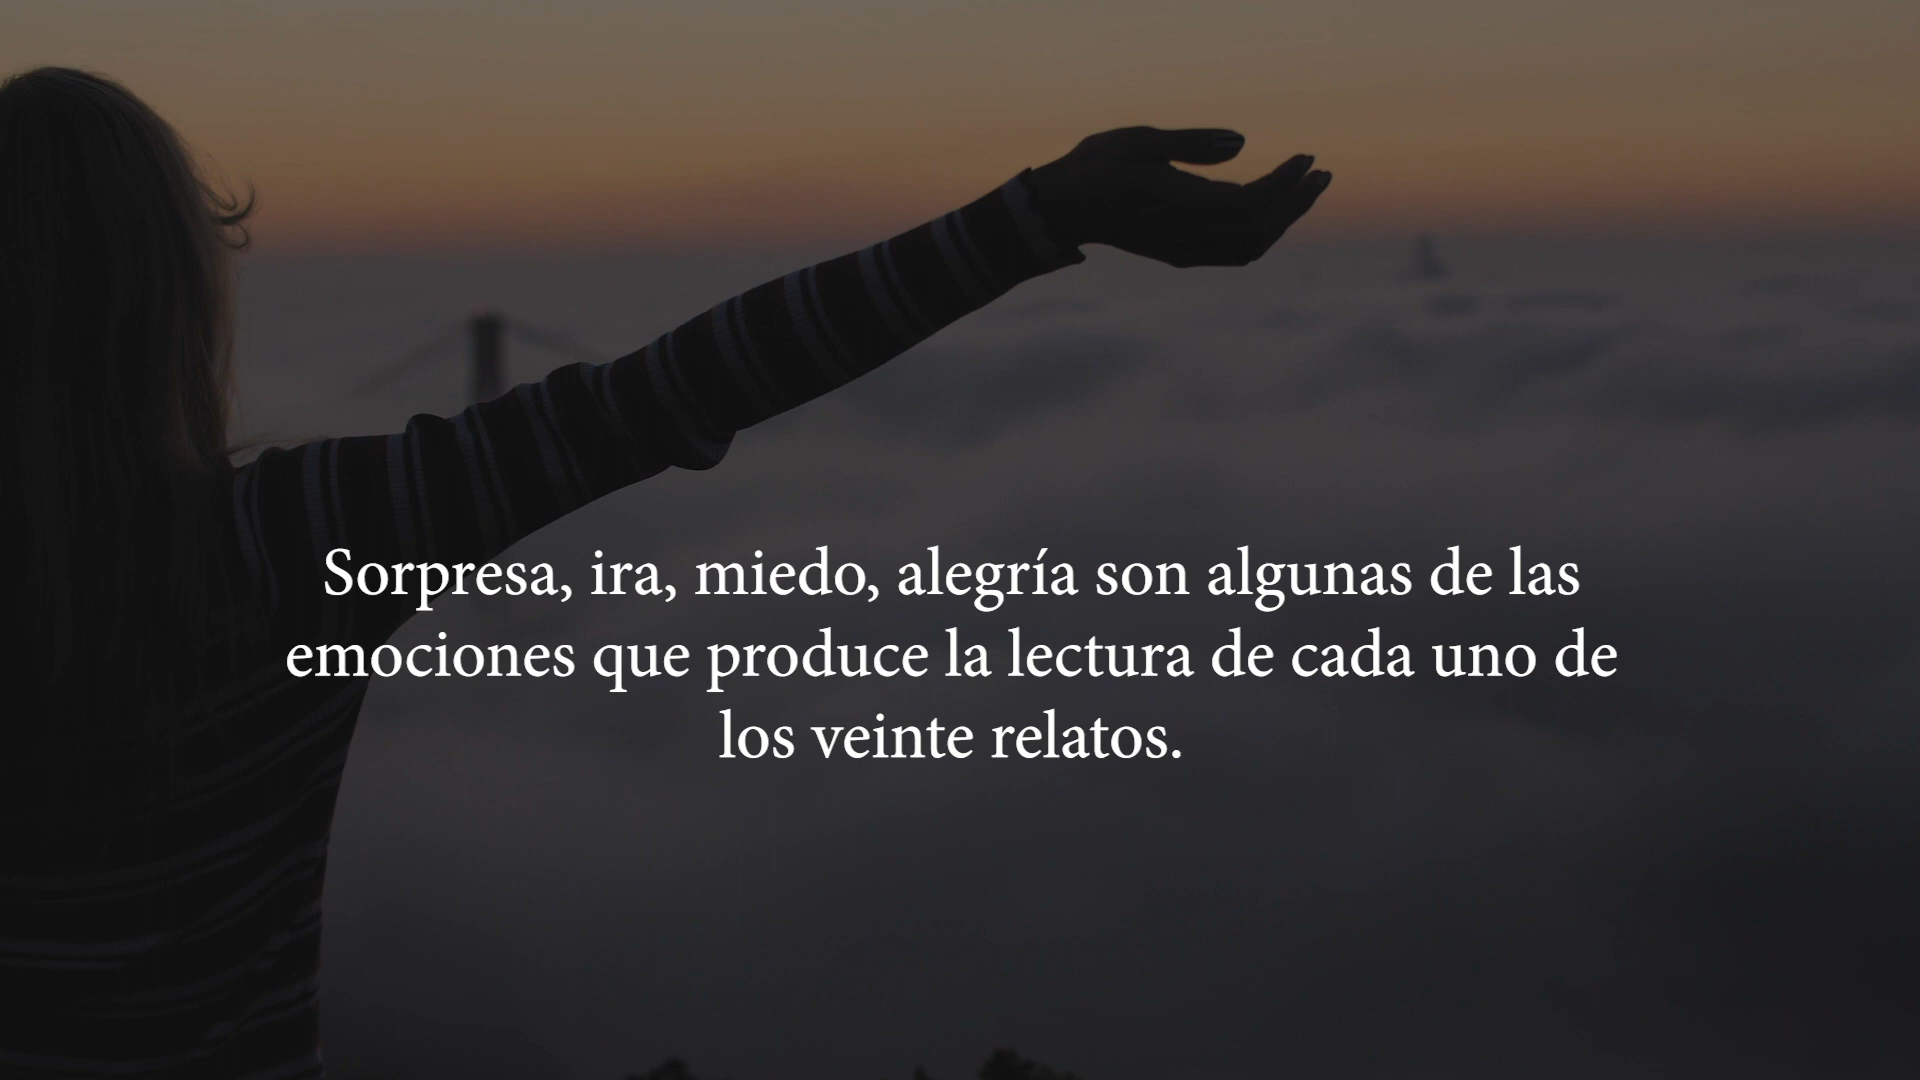 Sorpresa, ira, miedo, alegría son algunas de las
emociones que produce la lectura de cada uno de
los veinte relatos.